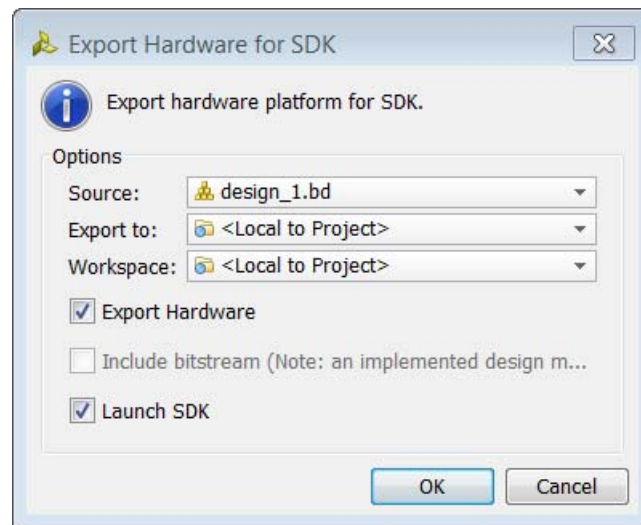 Export Hardware for SDK
Export hardware platform for SDK.
Options
Source: design_1.bd
Export to: <Local to Project>
Workspace: <Local to Project>
Export Hardware
Include bitstream (Note: an implemented design m...
Launch SDK
OK Cancel